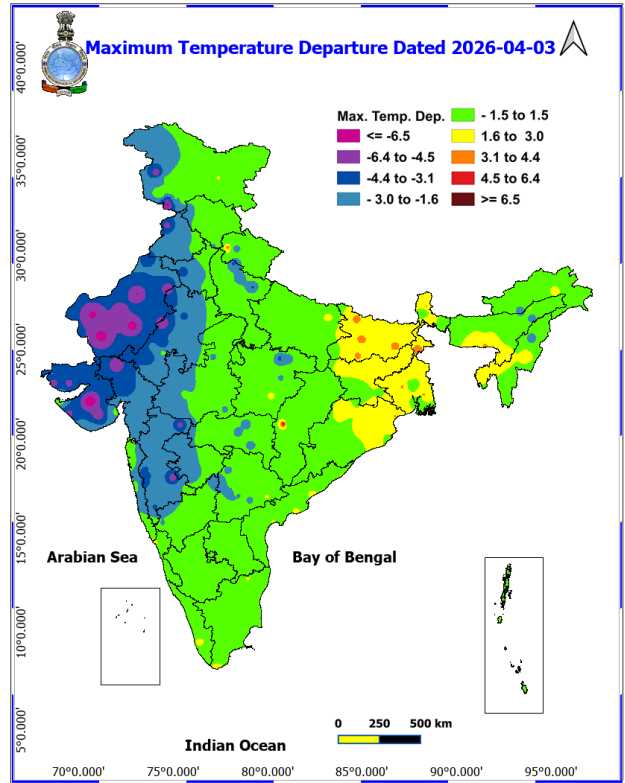 Maximum Temperature Departure Dated 2026-04-03
Max. Temp. Dep.
<= -6.5
-6.4 to -4.5
-4.4 to -3.1
- 3.0 to -1.6
- 1.5 to 1.5
1.6 to 3.0
3.1 to 4.4
4.5 to 6.4
>= 6.5
40°0.000'
35°0.000'
30°0.000'
25°0.000'
20°0.000'
15°0.000'
10°0.000'
5°0.000'
Arabian Sea
Bay of Bengal
Indian Ocean
0 250 500 km
70°0.000' 75°0.000' 80°0.000' 85°0.000' 90°0.000' 95°0.000'